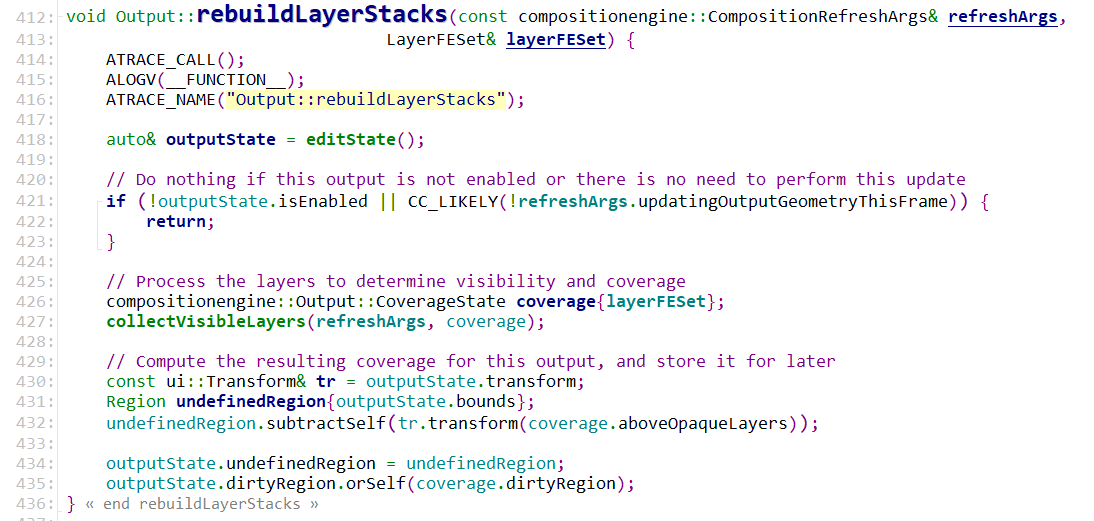 412: void Output::rebuildLayerStacks(const compositionengine::CompositionRefreshArgs& refreshArgs,
413:                                 LayerFESet& layerFESet) {
414:     ATRACE_CALL();
415:     ALOGV(__FUNCTION__);
416:     ATRACE_NAME("Output::rebuildLayerStacks");
417:
418:     auto& outputState = editState();
419:
420:     // Do nothing if this output is not enabled or there is no need to perform this update
421:     if (!outputState.isEnabled || CC_LIKELY(!refreshArgs.updatingOutputGeometryThisFrame)) {
422:         return;
423:     }
424:
425:     // Process the layers to determine visibility and coverage
426:     compositionengine::Output::CoverageState coverage{layerFESet};
427:     collectVisibleLayers(refreshArgs, coverage);
428:
429:     // Compute the resulting coverage for this output, and store it for later
430:     const ui::Transform& tr = outputState.transform;
431:     Region undefinedRegion{outputState.bounds};
432:     undefinedRegion.subtractSelf(tr.transform(coverage.aboveOpaqueLayers));
433:
434:     outputState.undefinedRegion = undefinedRegion;
435:     outputState.dirtyRegion.orSelf(coverage.dirtyRegion);
436: } « end rebuildLayerStacks »